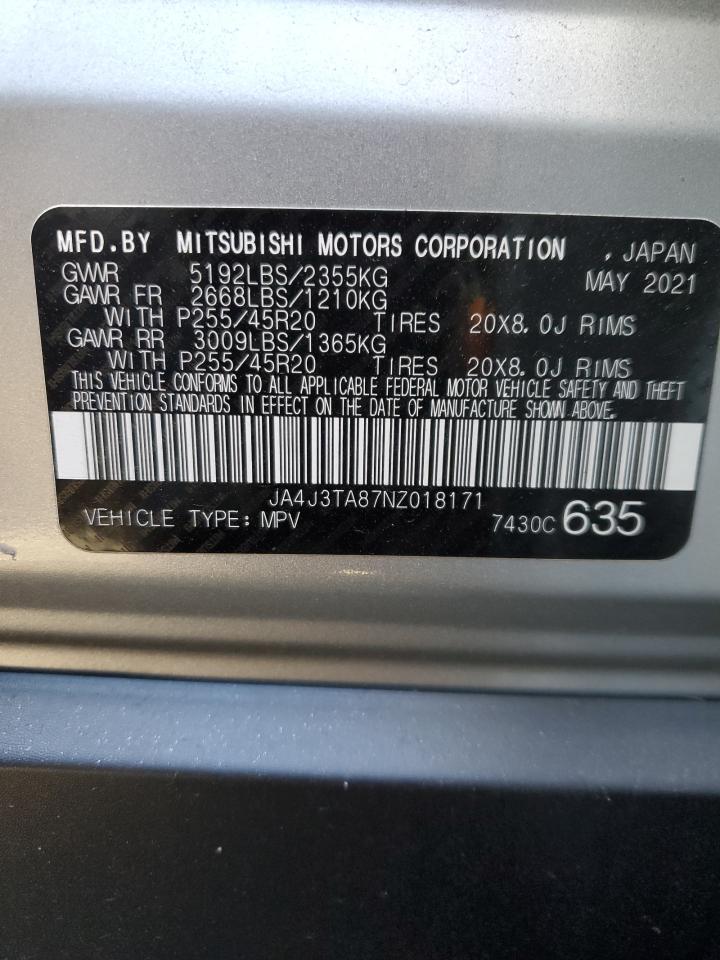 MFD.BY MITSUBISHI MOTORS CORPORATION , JAPAN
GVWR 5192LBS/2355KG MAY 2021
GAWR FR 2668LBS/1210KG
WITH P255/45R20 TIRES 20X8.0J RIMS
GAWR RR 3009LBS/1365KG
WITH P255/45R20 TIRES 20X8.0J RIMS
THIS VEHICLE CONFORMS TO ALL APPLICABLE FEDERAL MOTOR VEHICLE SAFETY AND THEFT
PREVENTION STANDARDS IN EFFECT ON THE DATE OF MANUFACTURE SHOWN ABOVE.
JA4J3TA87NZ018171
VEHICLE TYPE: MPV 7430C 635